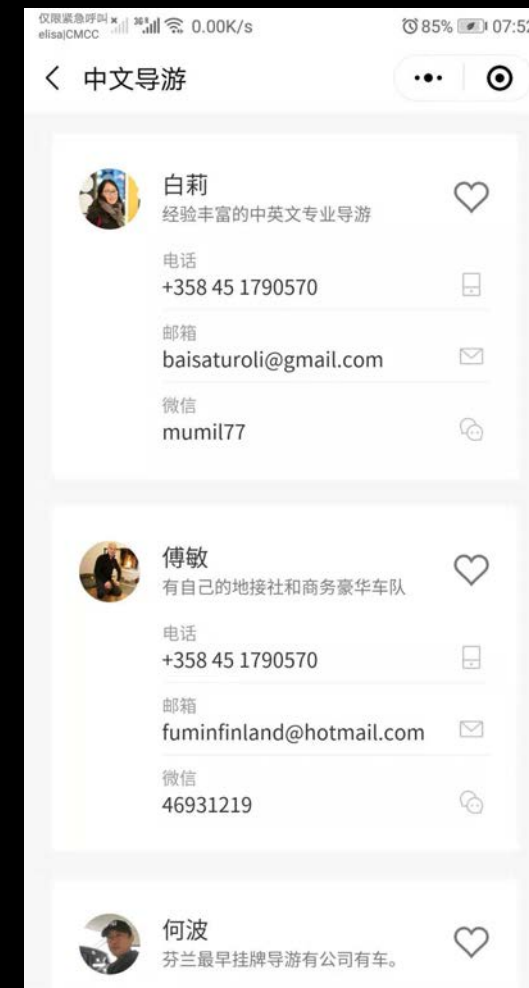 仅限紧急呼叫
elisa|CMCC
0.00K/s
85%
07:52
中文导游
白莉
经验丰富的中英文专业导游
电话
+358 45 1790570
邮箱
baisaturoli@gmail.com
微信
mumil77
傅敏
有自己的地接社和商务豪华车队
电话
+358 45 1790570
邮箱
fuminfinland@hotmail.com
微信
46931219
何波
芬兰最早挂牌导游有公司有车。